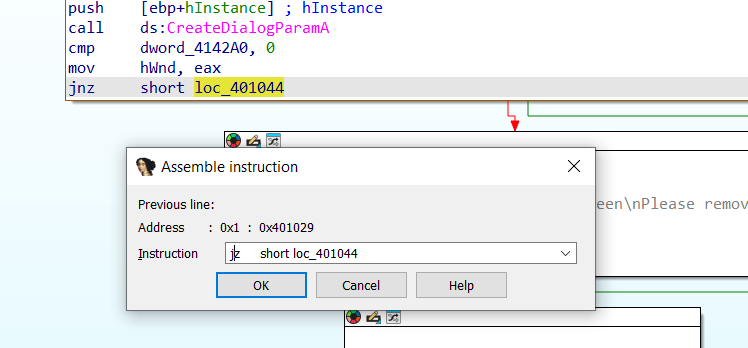 push    [ebp+hInstance] ; hInstance
call    ds:CreateDialogParamA
cmp     dword_4142A0, 0
mov     hWnd, eax
jnz     short loc_401044
Assemble instruction
een\nPlease remov
Previous line:
Address : 0x1 : 0x401029
Instruction jz      short loc_401044
OK Cancel Help